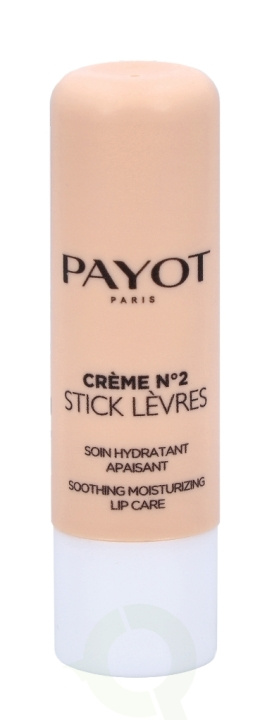 PAYOT
PARIS
CRÈME N°2
STICK LÈVRES
SOIN HYDRATANT
APAISANT
SOOTHING MOISTURIZING
LIP CARE